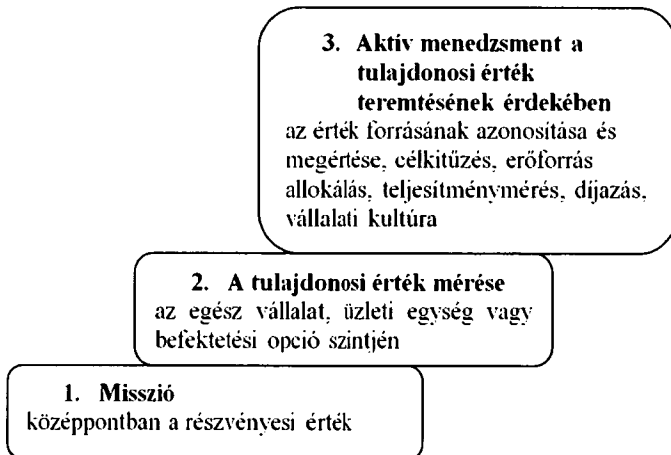 3. Aktív menedzsment a
tulajdonosi érték
teremtésének érdekében
az érték forrásának azonosítása és
megértése, célkitűzés, erőforrás
allokálás, teljesítménymérés, díjazás,
vállalati kultúra
2. A tulajdonosi érték mérése
az egész vállalat, üzleti egység vagy
befektetési opció szintjén
1. Misszió
középpontban a részvényesi érték